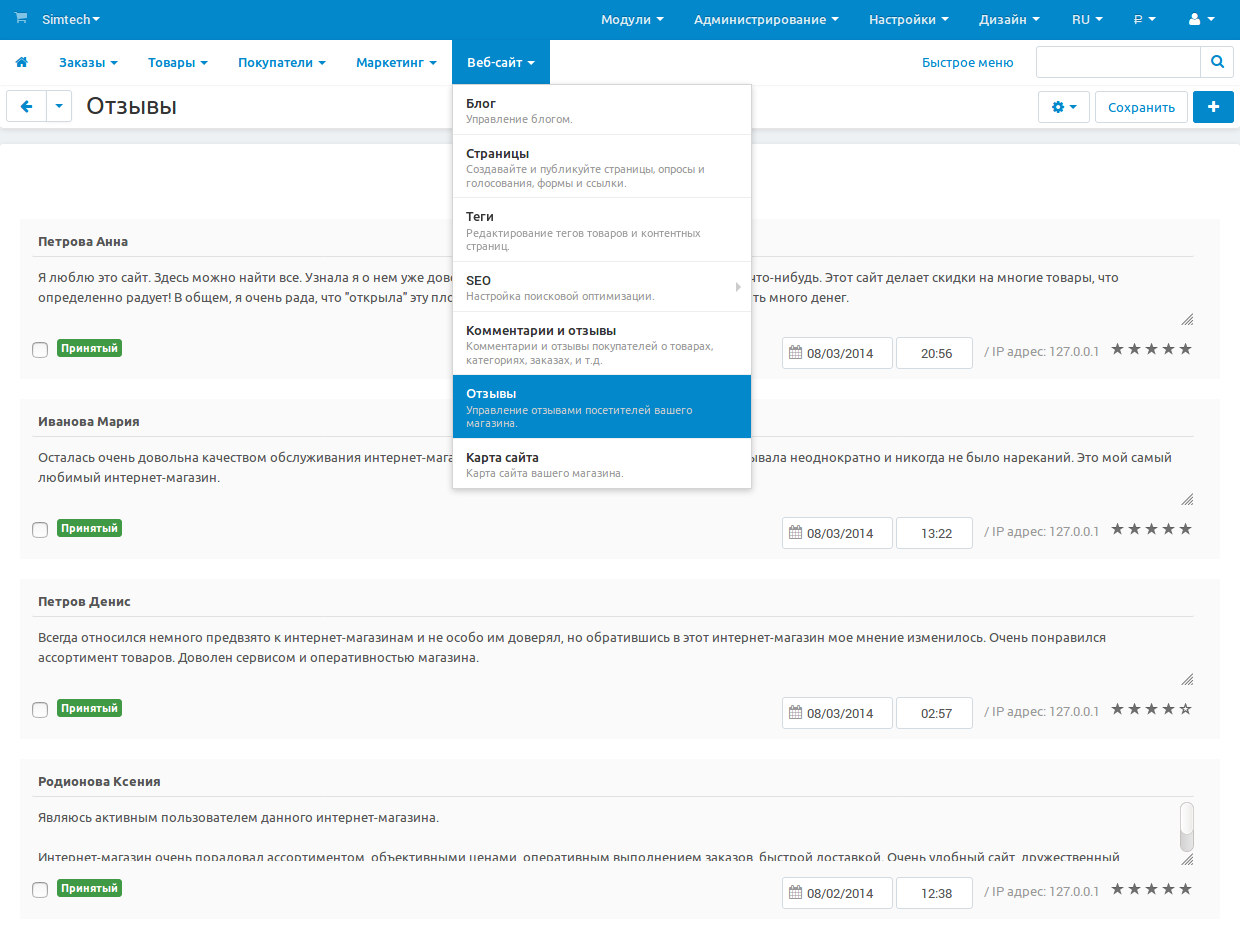 Simtech
Модули Администрирование Настройки Дизайн RU ₽
Заказы Товары Покупатели Маркетинг Веб-сайт Быстрое меню
Отзывы
Сохранить
Блог
Управление блогом.
Страницы
Создавайте и публикуйте страницы, опросы и
голосования, формы и ссылки.
Теги
Редактирование тегов товаров и контентных
страниц.
SEO
Настройка поисковой оптимизации.
Комментарии и отзывы
Комментарии и отзывы покупателей о товарах,
категориях, заказах, и т.д.
Отзывы
Управление отзывами посетителей вашего
магазина.
Карта сайта
Карта сайта вашего магазина.
Петрова Анна
Я люблю это сайт. Здесь можно найти все. Узнала я о нем уже что-нибудь. Этот сайт делает скидки на многие товары, что
определенно радует! В общем, я очень рада, что "открыла" эту много денег.
Принятый 08/03/2014 20:56 / IP адрес: 127.0.0.1
Иванова Мария
Осталась очень довольна качеством обслуживания неоднократно и никогда не было нареканий. Это мой самый
любимый интернет-магазин.
Принятый 08/03/2014 13:22 / IP адрес: 127.0.0.1
Петров Денис
Всегда относился немного предвзято к интернет-магазинам и не особо им доверял, но обратившись в этот интернет-магазин мое мнение изменилось. Очень понравился
ассортимент товаров. Доволен сервисом и оперативностью магазина.
Принятый 08/03/2014 02:57 / IP адрес: 127.0.0.1
Родионова Ксения
Являюсь активным пользователем данного интернет-магазина.
Интернет-магазин очень порадовал ассортиментом, объективными ценами, оперативным выполнением заказов, быстрой доставкой. Очень удобный сайт, дружественный
Принятый 08/02/2014 12:38 / IP адрес: 127.0.0.1